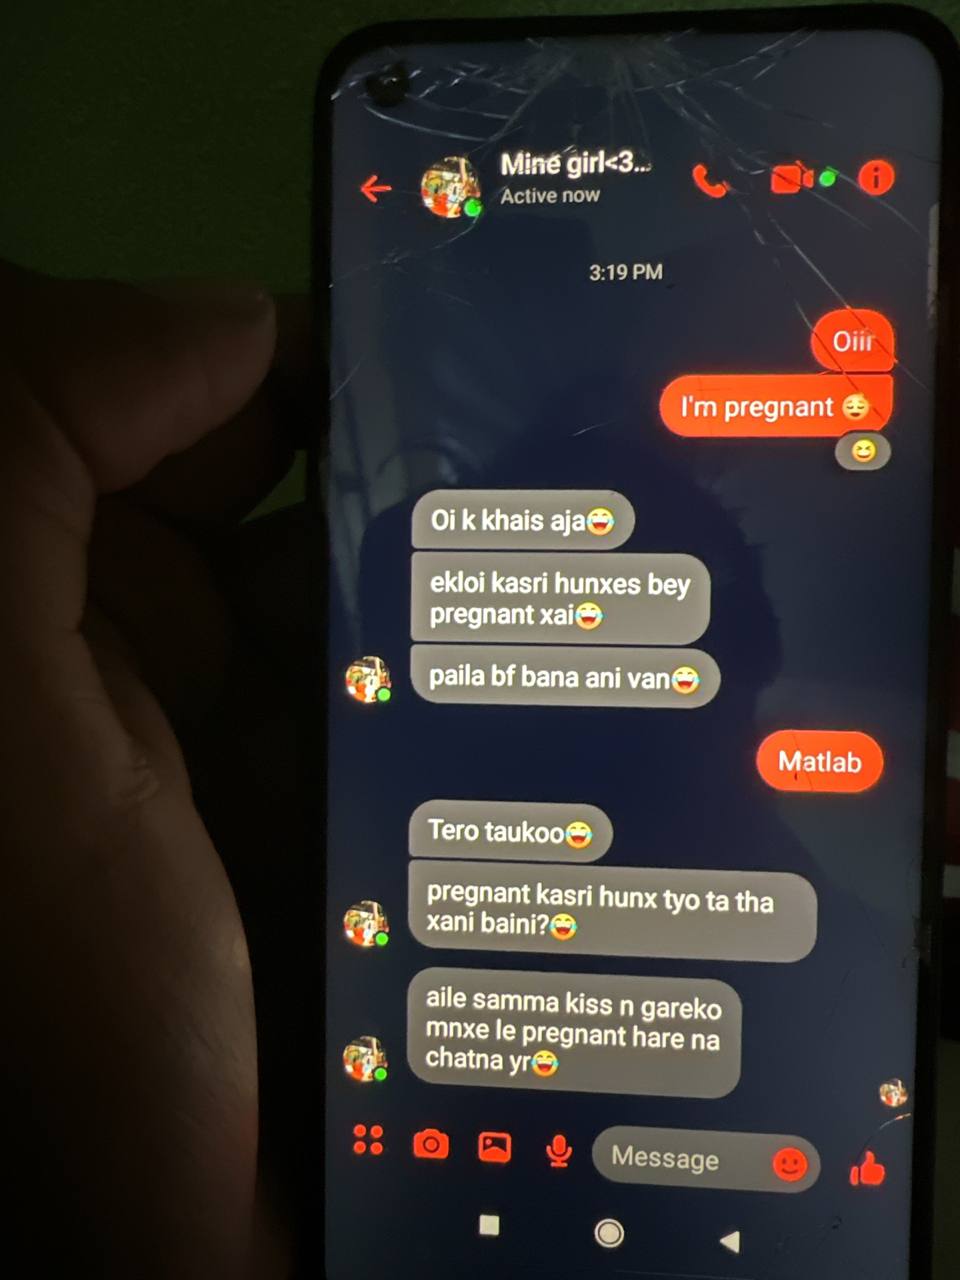 Mine girl<3...
Active now
3:19 PM
Oiir
I'm pregnant 😌
😆
Oi k khais aja😂
ekloi kasri hunxes bey
pregnant xai😂
paila bf bana ani van😂
Matlab
Tero taukoo😂
pregnant kasri hunx tyo ta tha
xani baini?😂
aile samma kiss n gareko
mnxe le pregnant hare na
chatna yr😂
Message